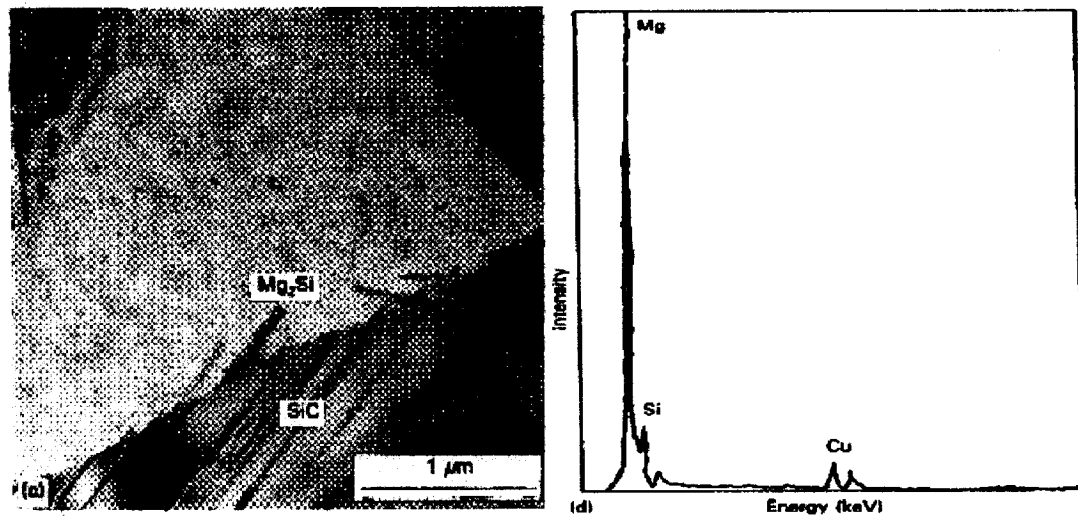 Mg₂Si
SiC
1 μm
(a)
Mg
Si
Cu
Intensity
(d)
Energy (keV)